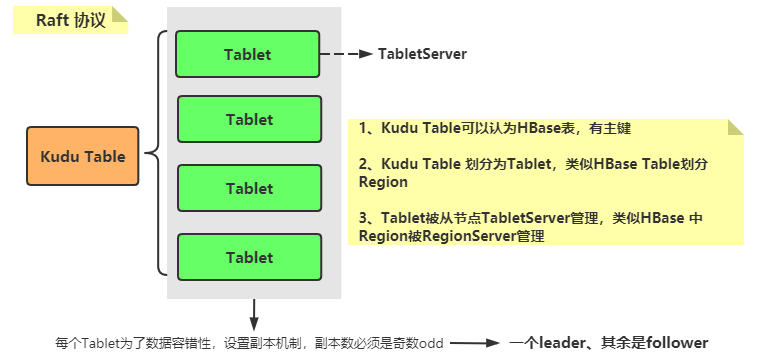 Raft 协议
Tablet
TabletServer
Tablet
Kudu Table
Tablet
Tablet
1、Kudu Table可以认为HBase表，有主键
2、Kudu Table 划分为Tablet，类似HBase Table划分
Region
3、Tablet被从节点TabletServer管理，类似HBase 中
Region被RegionServer管理
每个Tablet为了数据容错性，设置副本机制，副本数必须是奇数odd
一个leader、其余是follower